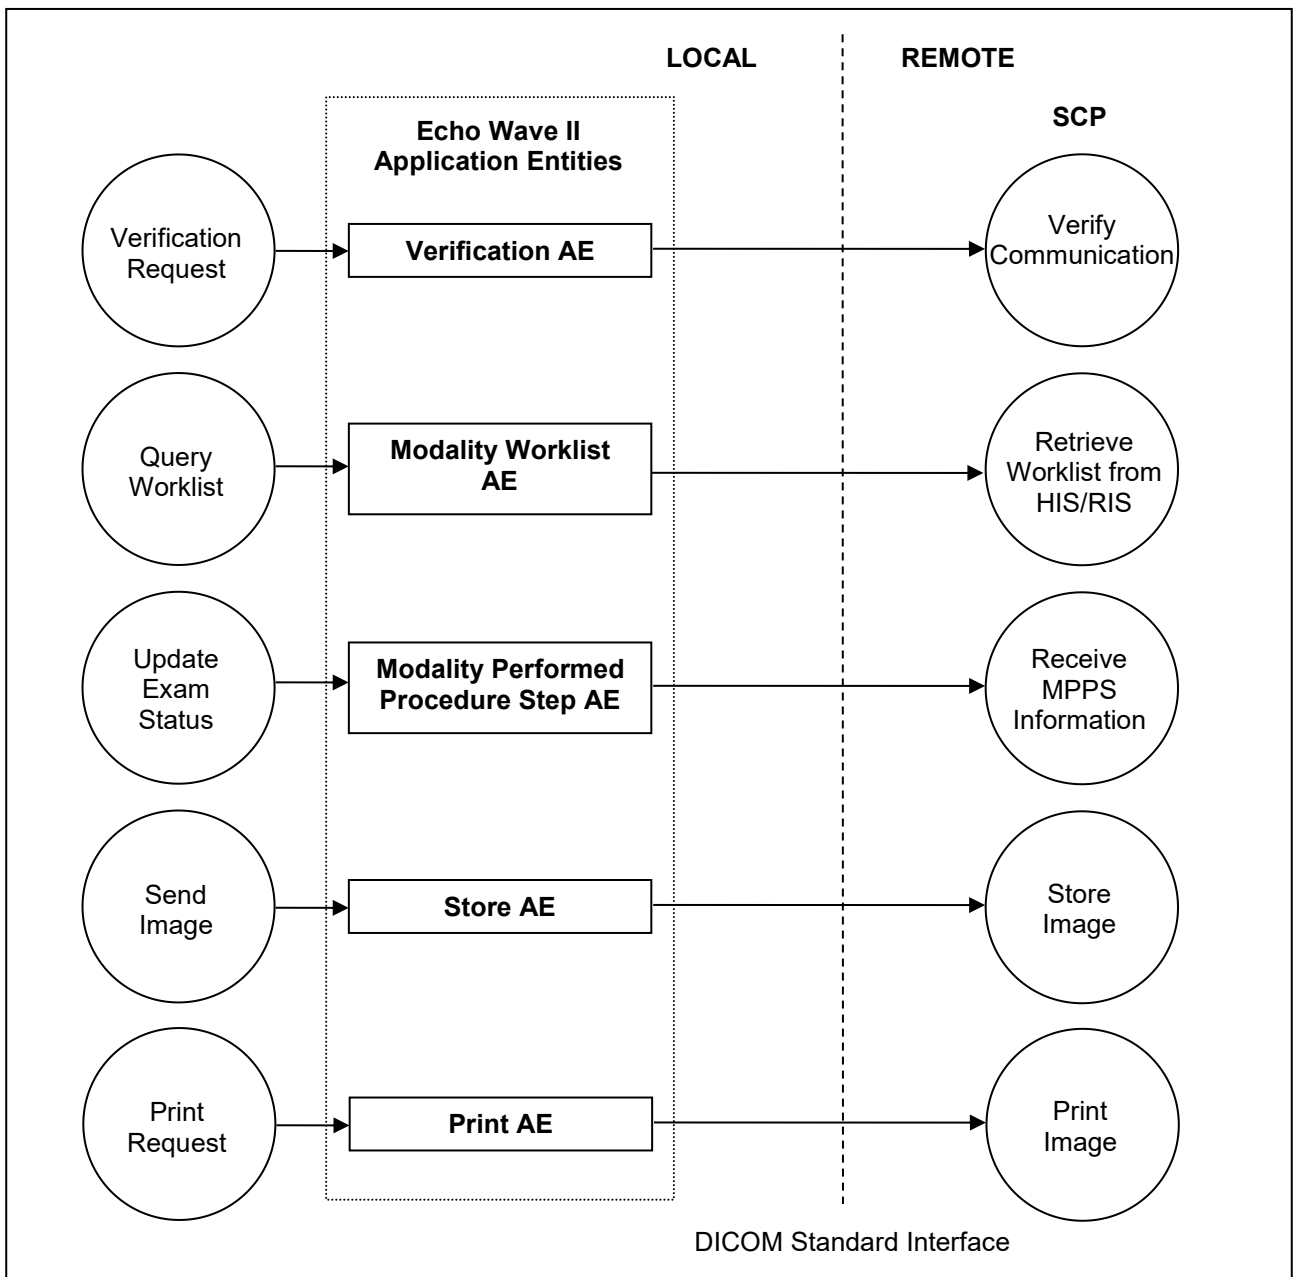 LOCAL
REMOTE
SCP
Echo Wave II
Application Entities
Verification
Request
Verification AE
Verify
Communication
Query
Worklist
Modality Worklist
AE
Retrieve
Worklist from
HIS/RIS
Update
Exam
Status
Modality Performed
Procedure Step AE
Receive
MPPS
Information
Send
Image
Store AE
Store
Image
Print
Request
Print AE
Print
Image
DICOM Standard Interface